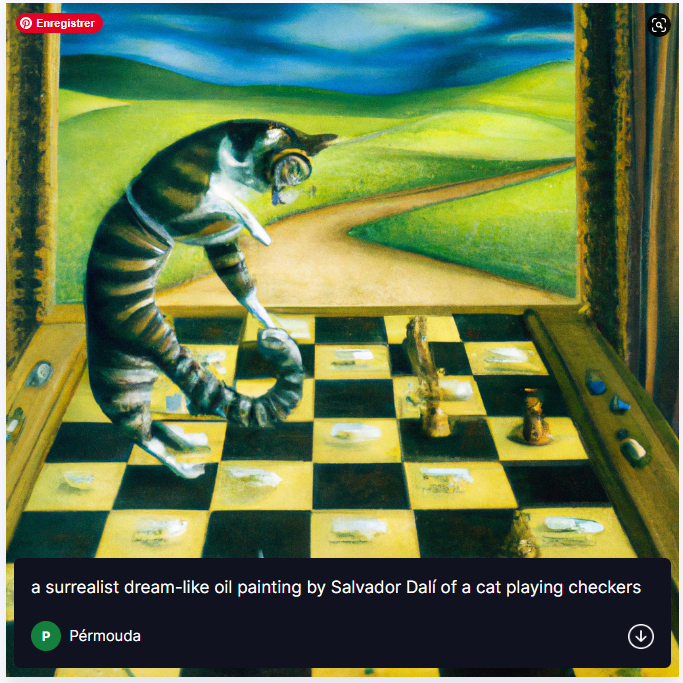 Enregistrer
a surrealist dream-like oil painting by Salvador Dalí of a cat playing checkers
P
Pérmouda